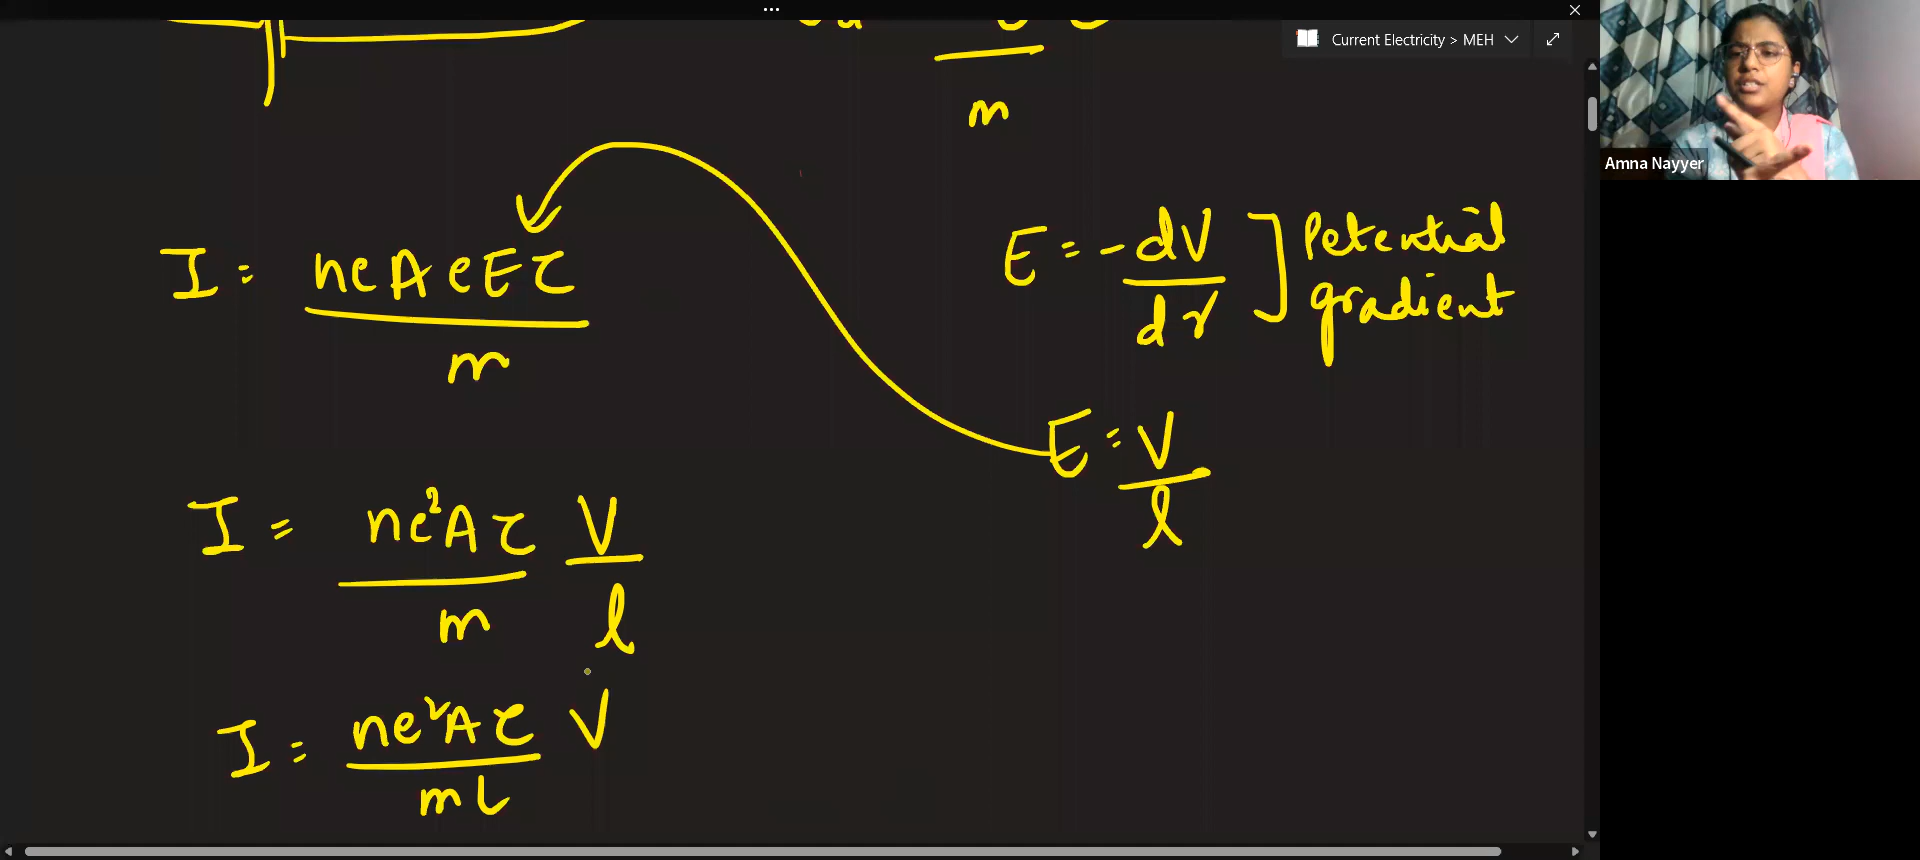 Current Electricity > MEH
Amna Nayyer
m
I = neAeEτ
m
E = -dV
dr
] Potential
gradient
E = V
l
I = ne²Aτ V
m l
I = ne²Aτ V
ml